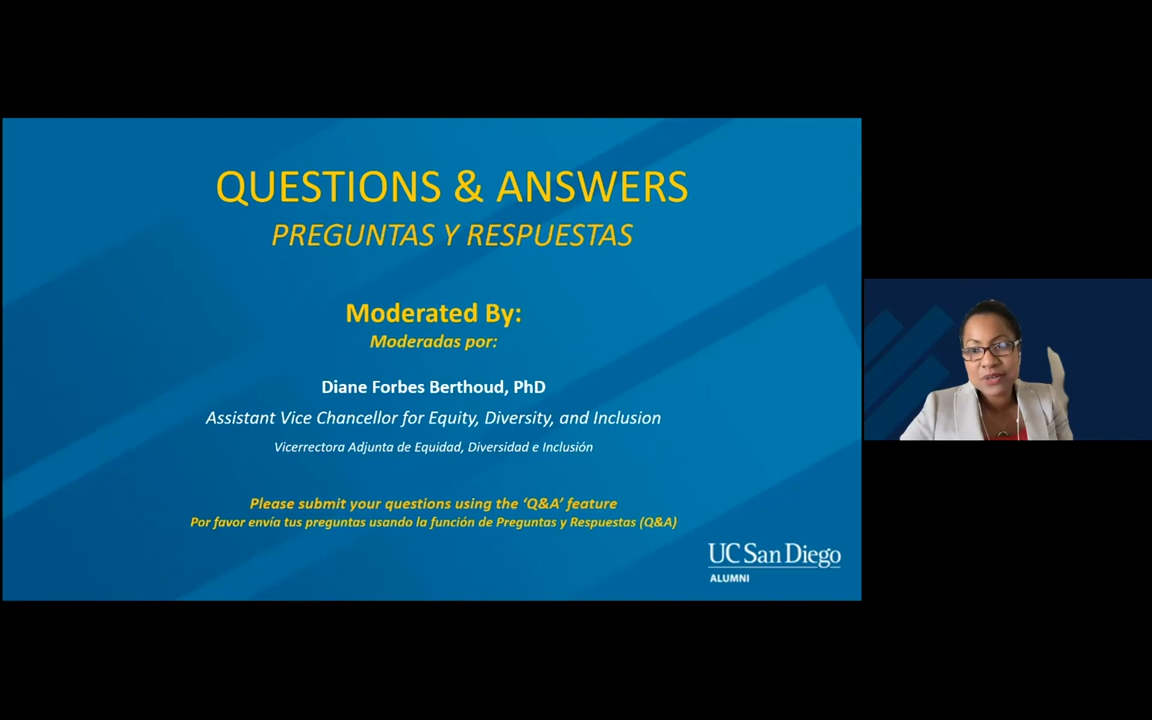 QUESTIONS & ANSWERS
PREGUNTAS Y RESPUESTAS
Moderated By:
Moderadas por:
Diane Forbes Berthoud, PhD
Assistant Vice Chancellor for Equity, Diversity, and Inclusion
Vicerrectora Adjunta de Equidad, Diversidad e Inclusión
Please submit your questions using the ‘Q&A’ feature
Por favor envía tus preguntas usando la función de Preguntas y Respuestas (Q&A)
UC San Diego
ALUMNI